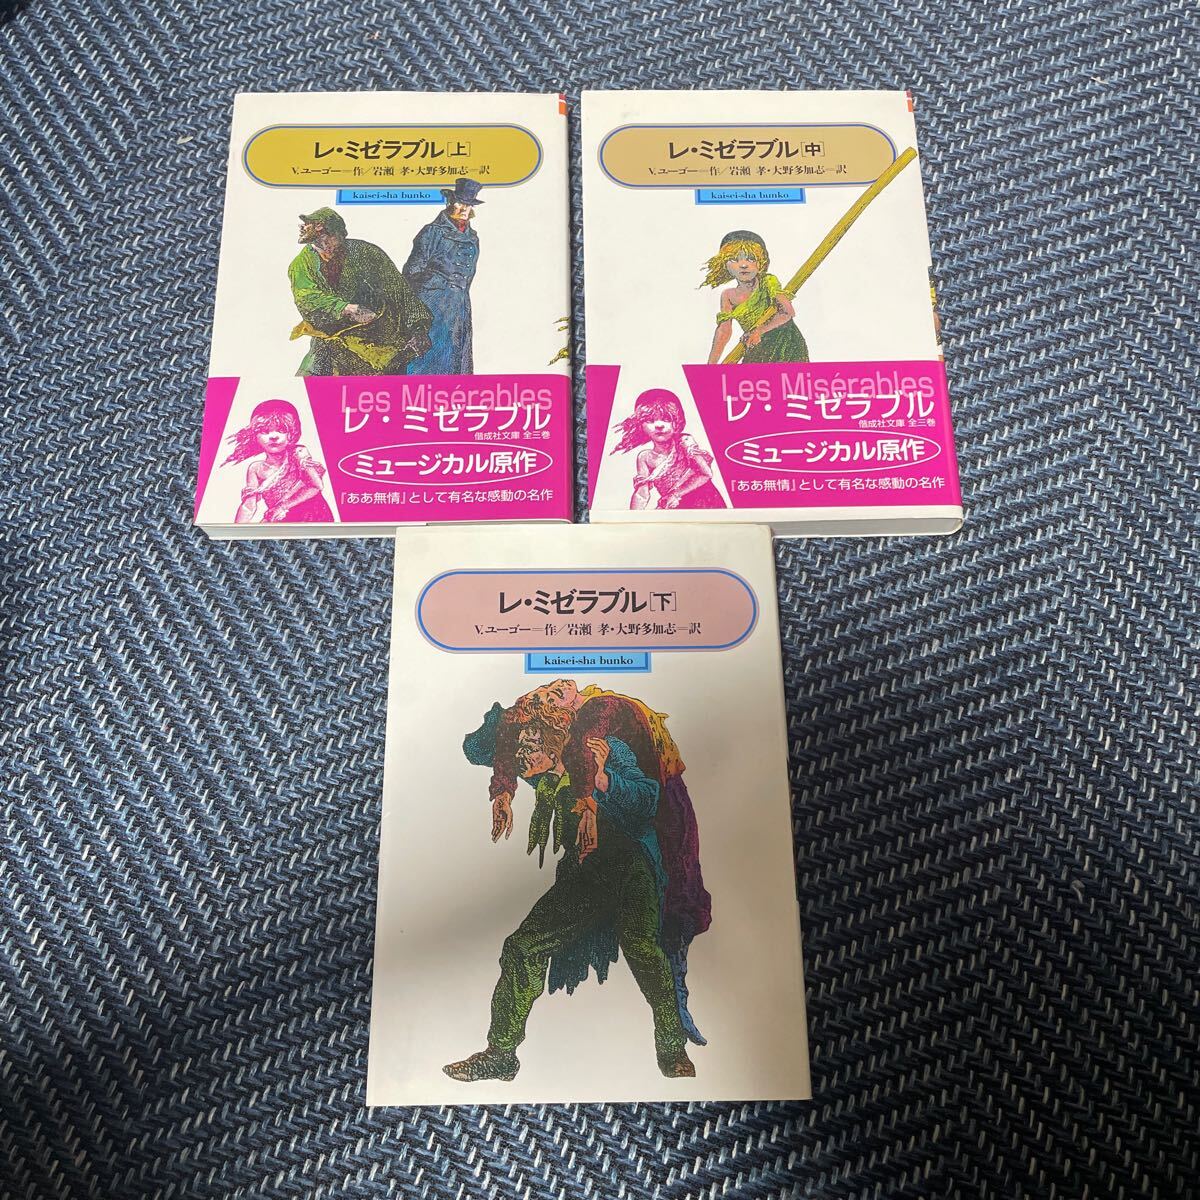 レ・ミゼラブル[上]
V.ユーゴー=作/岩瀬 孝・大野多加志=訳
kaisei-sha bunko
Les Misérables
レ・ミゼラブル
偕成社文庫 全三巻
ミュージカル原作
『ああ無情』として有名な感動の名作
レ・ミゼラブル[中]
V.ユーゴー=作/岩瀬 孝・大野多加志=訳
kaisei-sha bunko
Les Misérables
レ・ミゼラブル
偕成社文庫 全三巻
ミュージカル原作
『ああ無情』として有名な感動の名作
レ・ミゼラブル[下]
V.ユーゴー=作/岩瀬 孝・大野多加志=訳
kaisei-sha bunko